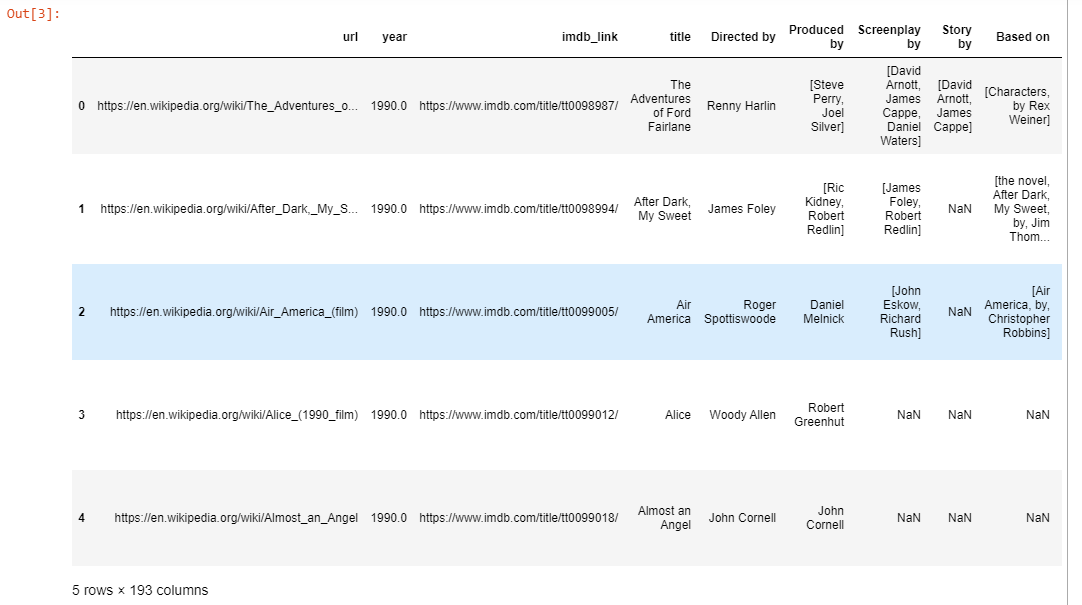 Out[3]:
url year imdb_link title Directed by Produced by Screenplay by Story by Based on
0 https://en.wikipedia.org/wiki/The_Adventures_o... 1990.0 https://www.imdb.com/title/tt0098987/ The Adventures of Ford Fairlane Renny Harlin [Steve Perry, Joel Silver] [David Arnott, James Cappe, Daniel Waters] [David Arnott, James Cappe] [Characters, by Rex Weiner]
1 https://en.wikipedia.org/wiki/After_Dark,_My_S... 1990.0 https://www.imdb.com/title/tt0098994/ After Dark, My Sweet James Foley [Ric Kidney, Robert Redlin] [James Foley, Robert Redlin] NaN [the novel, After Dark, My Sweet, by, Jim Thom...
2 https://en.wikipedia.org/wiki/Air_America_(film) 1990.0 https://www.imdb.com/title/tt0099005/ Air America Roger Spottiswoode Daniel Melnick [John Eskow, Richard Rush] NaN [Air America, by, Christopher Robbins]
3 https://en.wikipedia.org/wiki/Alice_(1990_film) 1990.0 https://www.imdb.com/title/tt0099012/ Alice Woody Allen Robert Greenhut NaN NaN NaN
4 https://en.wikipedia.org/wiki/Almost_an_Angel 1990.0 https://www.imdb.com/title/tt0099018/ Almost an Angel John Cornell John Cornell NaN NaN NaN
5 rows × 193 columns